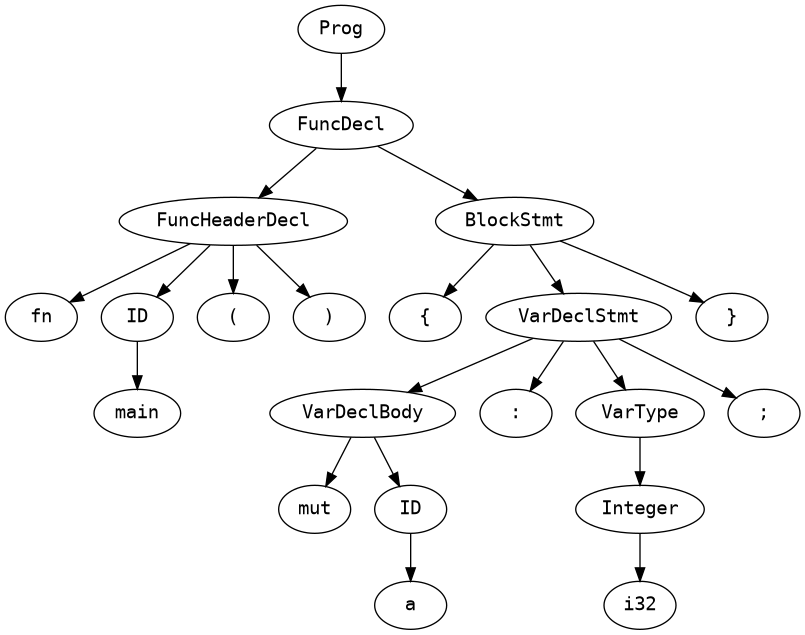 Prog
FuncDecl
FuncHeaderDecl BlockStmt
fn ID ( ) { VarDeclStmt }
main VarDeclBody : VarType ;
mut ID Integer
a i32